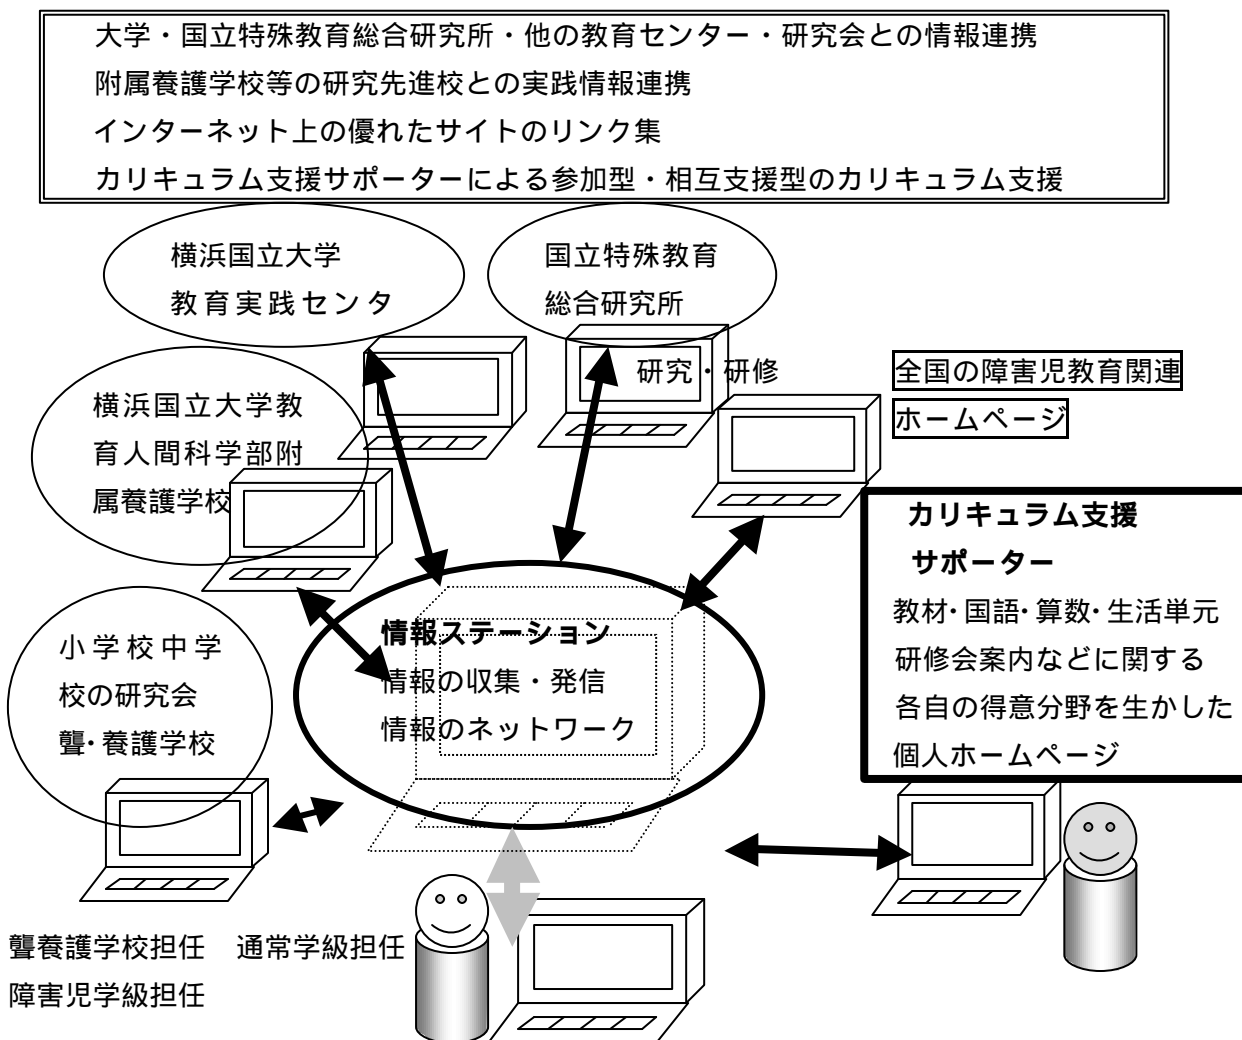 大学・国立特殊教育総合研究所・他の教育センター・研究会との情報連携
附属養護学校等の研究先進校との実践情報連携
インターネット上の優れたサイトのリンク集
カリキュラム支援サポーターによる参加型・相互支援型のカリキュラム支援
横浜国立大学
教育実践センタ
国立特殊教育
総合研究所
研究・研修
全国の障害児教育関連
ホームページ
横浜国立大学教
育人間科学部附
属養護学校
カリキュラム支援
サポーター
教材・国語・算数・生活単元
研修会案内などに関する
各自の得意分野を生かした
個人ホームページ
情報ステーション
情報の収集・発信
情報のネットワーク
小学校中学
校の研究会
聾・養護学校
聾養護学校担任　通常学級担任
障害児学級担任